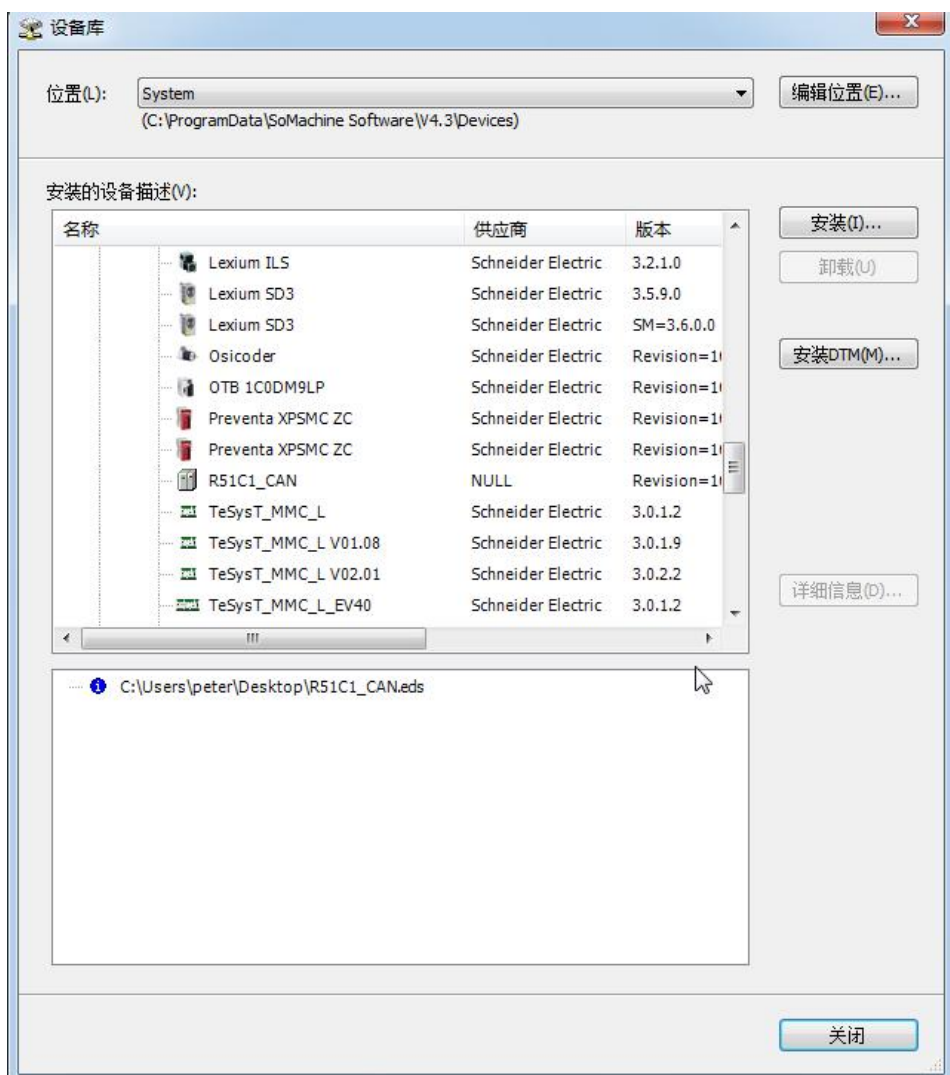 设备库
位置(L): System 编辑位置(E)...
(C:\ProgramData\SoMachine Software\V4.3\Devices)
安装的设备描述(V):
名称 供应商 版本 安装(I)...
Lexium ILS Schneider Electric 3.2.1.0 卸载(U)
Lexium SD3 Schneider Electric 3.5.9.0
Lexium SD3 Schneider Electric SM=3.6.0.0
Osicoder Schneider Electric Revision=1 安装DTM(M)...
OTB 1C0DM9LP Schneider Electric Revision=1
Preventa XPSMC ZC Schneider Electric Revision=1
Preventa XPSMC ZC Schneider Electric Revision=1
R51C1_CAN NULL Revision=1
TeSysT_MMC_L Schneider Electric 3.0.1.2
TeSysT_MMC_L V01.08 Schneider Electric 3.0.1.9
TeSysT_MMC_L V02.01 Schneider Electric 3.0.2.2
TeSysT_MMC_L_EV40 Schneider Electric 3.0.1.2 详细信息(D)...
C:\Users\peter\Desktop\R51C1_CAN.eds
关闭